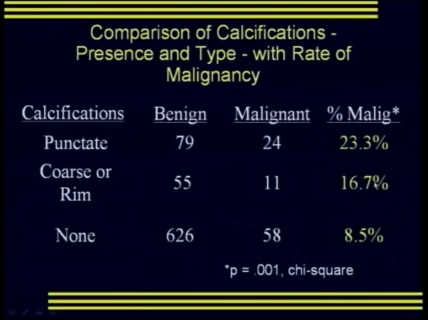 Comparison of Calcifications -
Presence and Type - with Rate of
Malignancy
Calcifications Benign Malignant % Malig*
Punctate 79 24 23.3%
Coarse or
Rim 55 11 16.7%
None 626 58 8.5%
*p = .001, chi-square